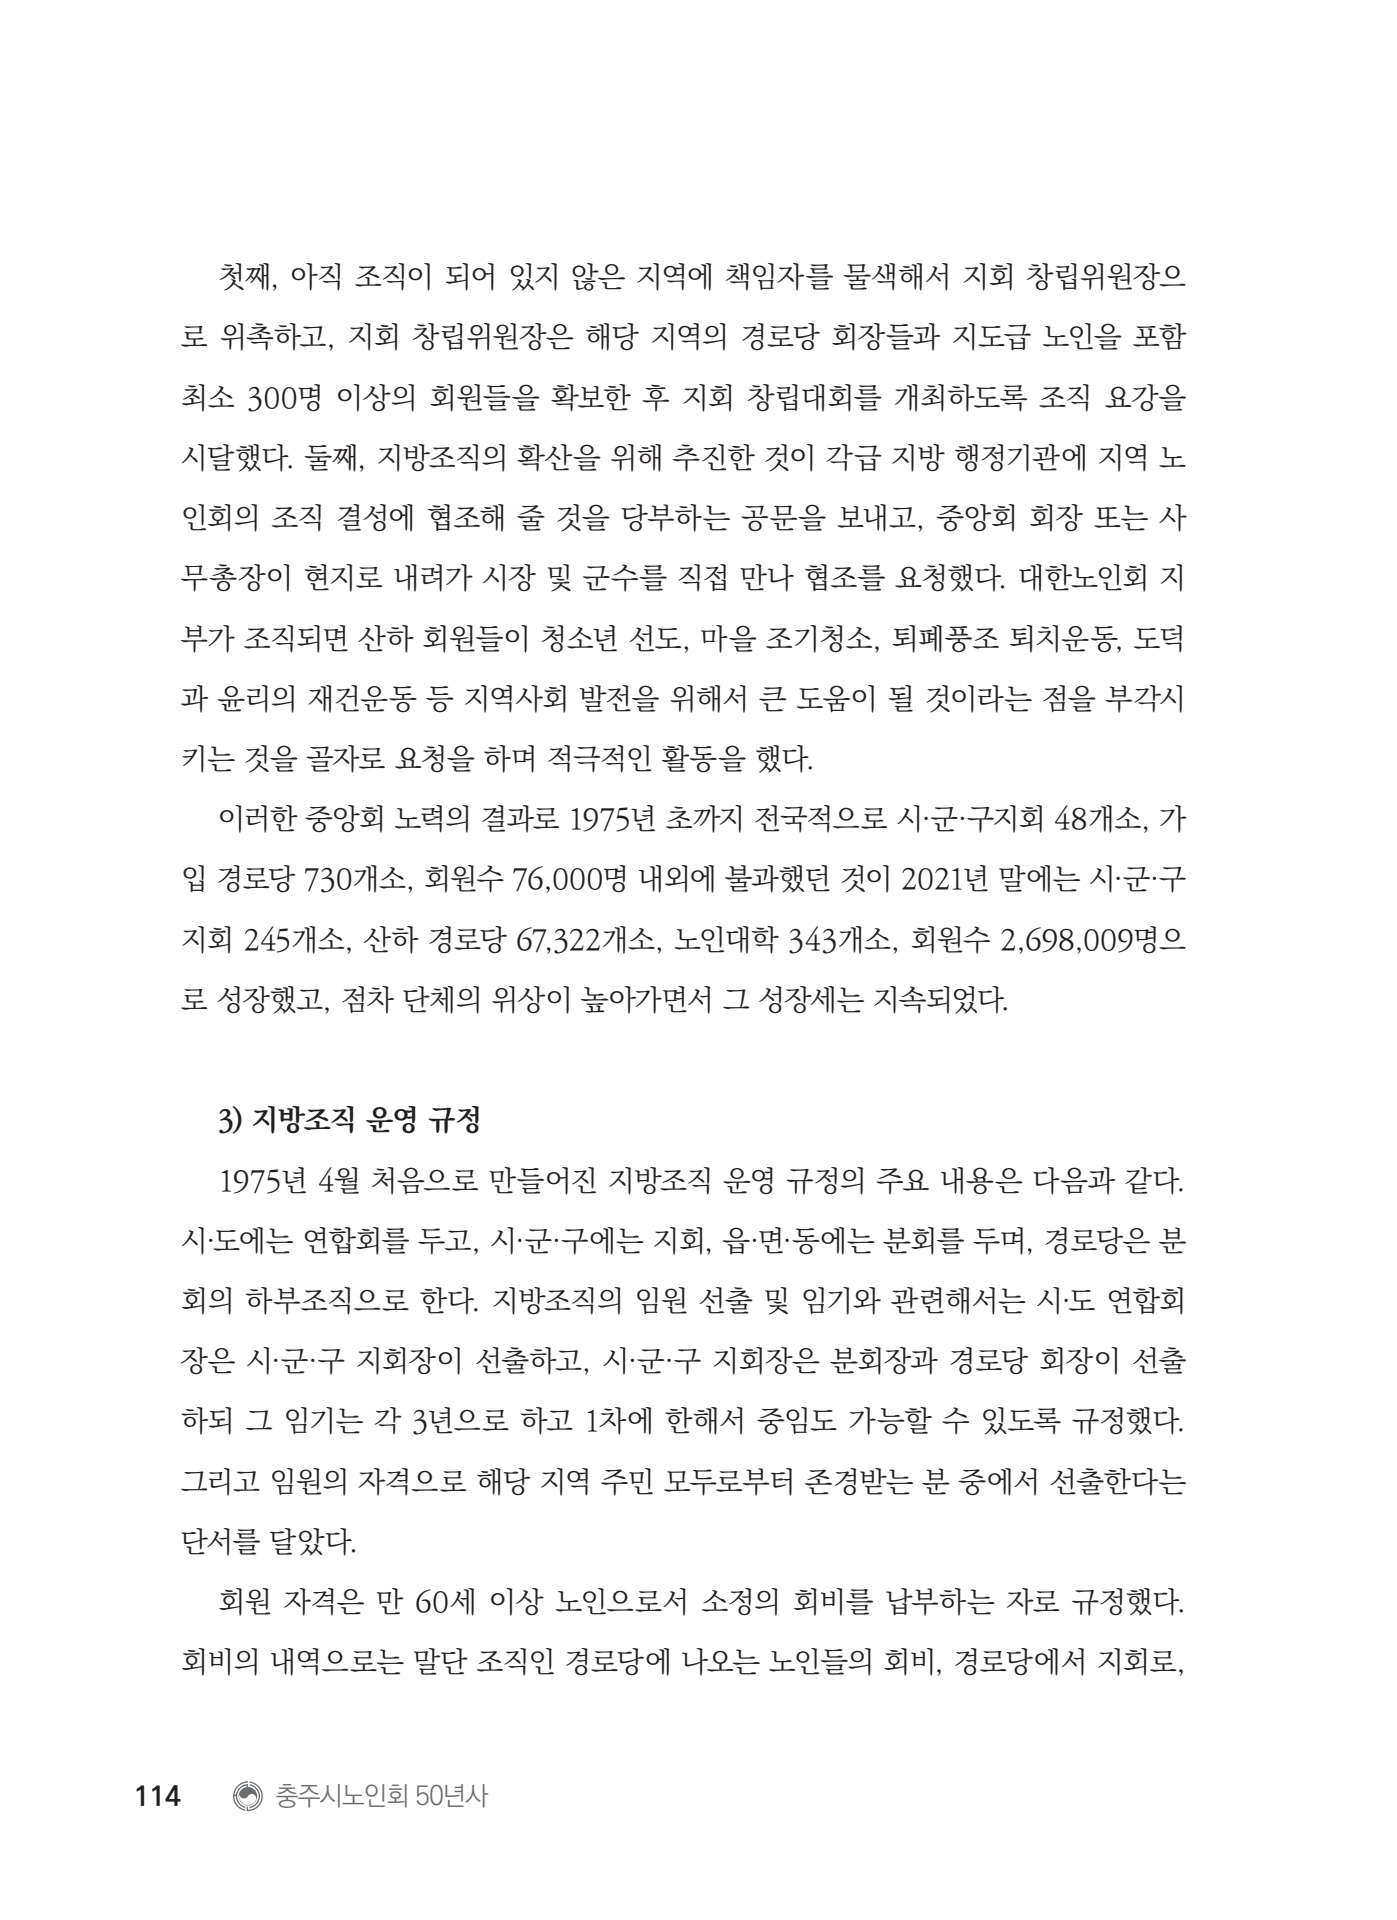 첫째, 아직 조직이 되어 있지 않은 지역에 책임자를 물색해서 지회 창립위원장으
로 위촉하고, 지회 창립위원장은 해당 지역의 경로당 회장들과 지도급 노인을 포함
최소 300명 이상의 회원들을 확보한 후 지회 창립대회를 개최하도록 조직 요강을
시달했다. 둘째, 지방조직의 확산을 위해 추진한 것이 각급 지방 행정기관에 지역 노
인회의 조직 결성에 협조해 줄 것을 당부하는 공문을 보내고, 중앙회 회장 또는 사
무총장이 현지로 내려가 시장 및 군수를 직접 만나 협조를 요청했다. 대한노인회 지
부가 조직되면 산하 회원들이 청소년 선도, 마을 조기청소, 퇴폐풍조 퇴치운동, 도덕
과 윤리의 재건운동 등 지역사회 발전을 위해서 큰 도움이 될 것이라는 점을 부각시
키는 것을 골자로 요청을 하며 적극적인 활동을 했다.
이러한 중앙회 노력의 결과로 1975년 초까지 전국적으로 시·군·구지회 48개소, 가
입 경로당 730개소, 회원수 76,000명 내외에 불과했던 것이 2021년 말에는 시·군·구
지회 245개소, 산하 경로당 67,322개소, 노인대학 343개소, 회원수 2,698,009명으
로 성장했고, 점차 단체의 위상이 높아가면서 그 성장세는 지속되었다.
3) 지방조직 운영 규정
1975년 4월 처음으로 만들어진 지방조직 운영 규정의 주요 내용은 다음과 같다.
시·도에는 연합회를 두고, 시·군·구에는 지회, 읍·면·동에는 분회를 두며, 경로당은 분
회의 하부조직으로 한다. 지방조직의 임원 선출 및 임기와 관련해서는 시·도 연합회
장은 시·군·구 지회장이 선출하고, 시·군·구 지회장은 분회장과 경로당 회장이 선출
하되 그 임기는 각 3년으로 하고 1차에 한해서 중임도 가능할 수 있도록 규정했다.
그리고 임원의 자격으로 해당 지역 주민 모두로부터 존경받는 분 중에서 선출한다는
단서를 달았다.
회원 자격은 만 60세 이상 노인으로서 소정의 회비를 납부하는 자로 규정했다.
회비의 내역으로는 말단 조직인 경로당에 나오는 노인들의 회비, 경로당에서 지회로,
114 충주시노인회 50년사